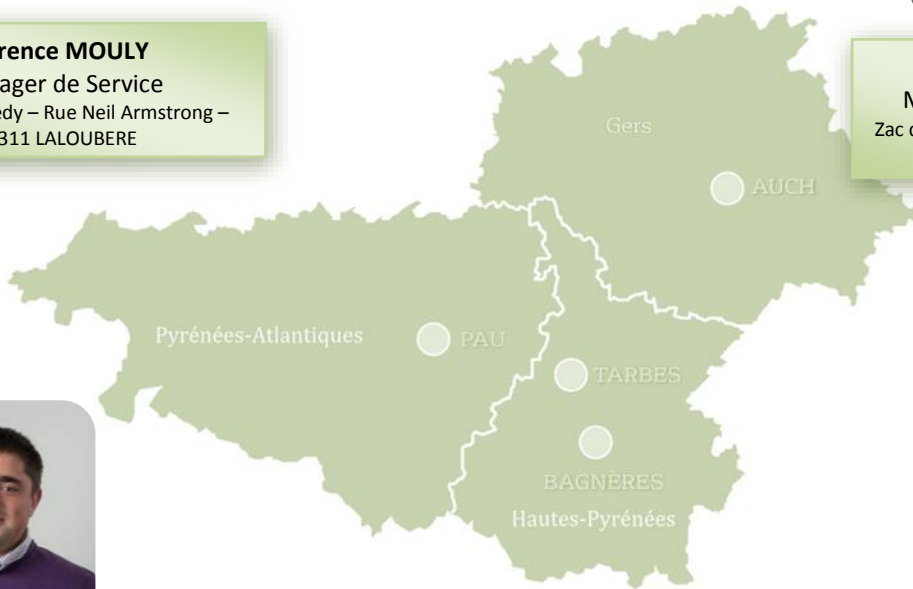 rence MOULY
ager de Service
edy – Rue Neil Armstrong –
311 LALOUBERE
N
Zac d
Gers
AUCH
Pyrénées-Atlantiques
PAU
TARBES
BAGNÈRES
Hautes-Pyrénées